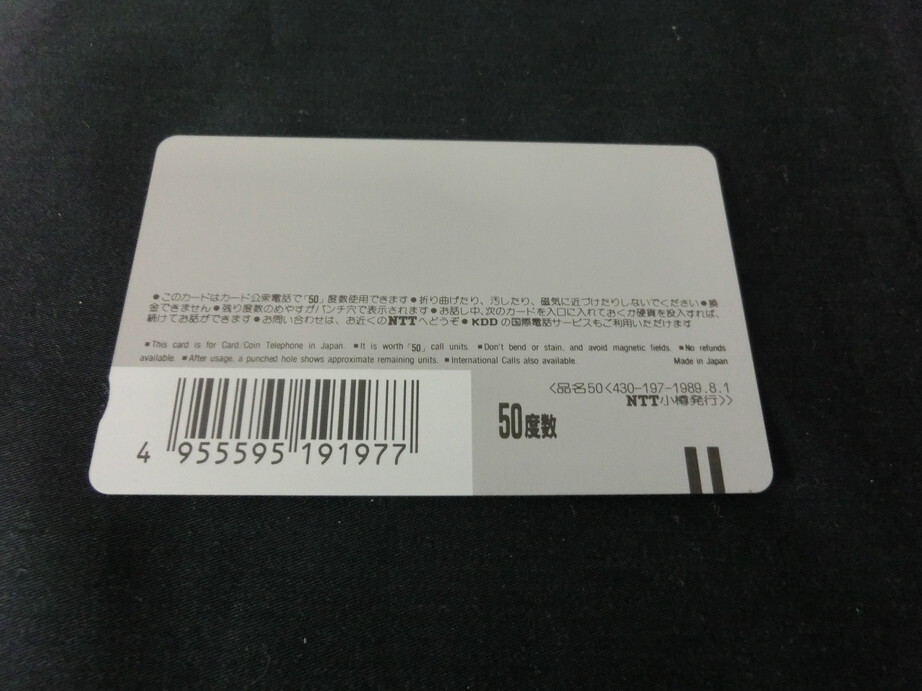 ●このカードはカード公衆電話で「50」度数使用できます●折り曲げたり、汚したり、磁気に近づけたりしないでください●換
金できません●残り度数のめやすがパンチ穴で表示されます●お話し中、次のカードを入口に入れておくか硬貨を投入すれば、
続けてお話ができます●お問い合わせは、お近くのNTTへどうぞ●KDDの国際電話サービスもご利用いただけます
■This card is for Card/Coin Telephone in Japan. ■It is worth「50」call units. ■Don't bend or stain, and avoid magnetic fields. ■No refunds
available. ■After usage, a punched hole shows approximate remaining units. ■International Calls also available. Made in Japan
〈品名50〈430-197-1989.8.1
NTT小樽発行〉〉
50度数
4 955595 191977